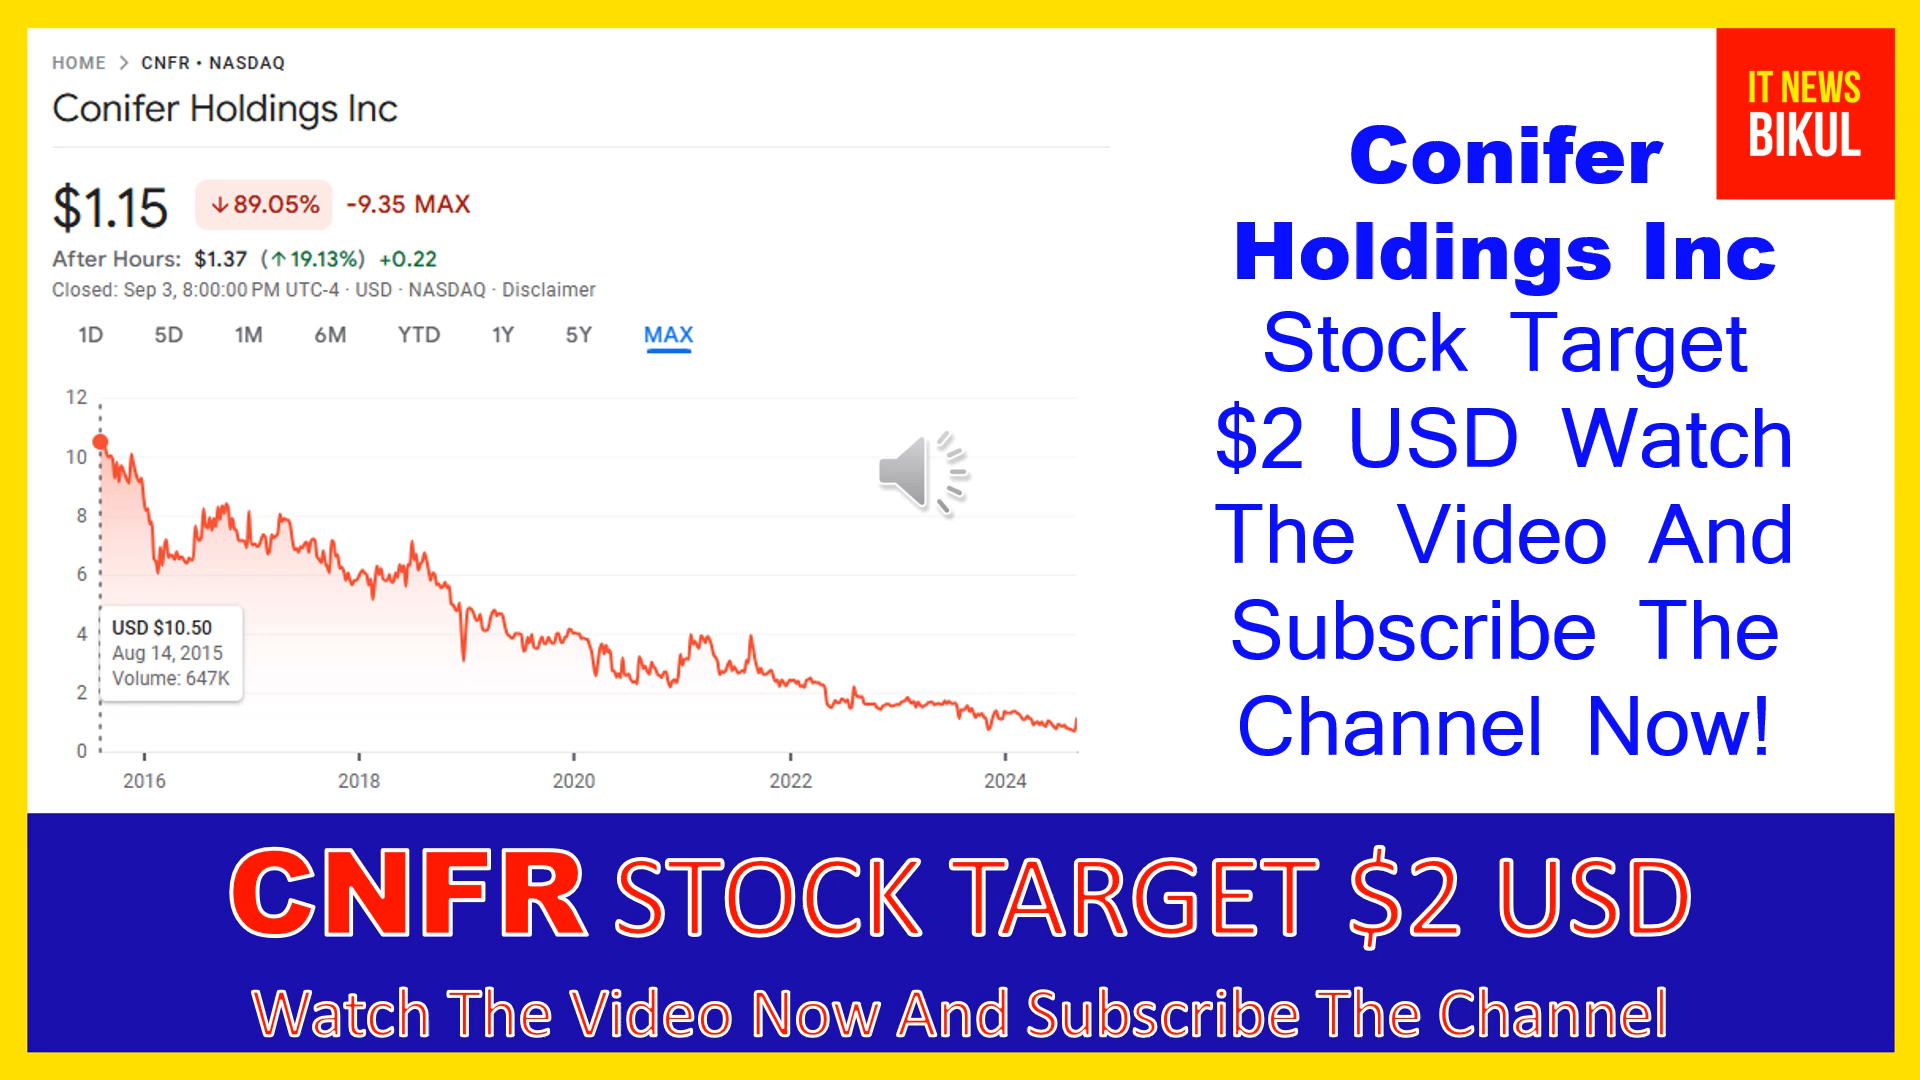 HOME > CNFR • NASDAQ
Conifer Holdings Inc
$1.15 ↓89.05% -9.35 MAX
After Hours: $1.37 (↑19.13%) +0.22
Closed: Sep 3, 8:00:00 PM UTC-4 · USD · NASDAQ · Disclaimer
1D 5D 1M 6M YTD 1Y 5Y MAX
12
10
8
6
4
2
0
USD $10.50
Aug 14, 2015
Volume: 647K
2016 2018 2020 2022 2024
IT NEWS
BIKUL
Conifer
Holdings Inc
Stock Target
$2 USD Watch
The Video And
Subscribe The
Channel Now!
CNFR STOCK TARGET $2 USD
Watch The Video Now And Subscribe The Channel